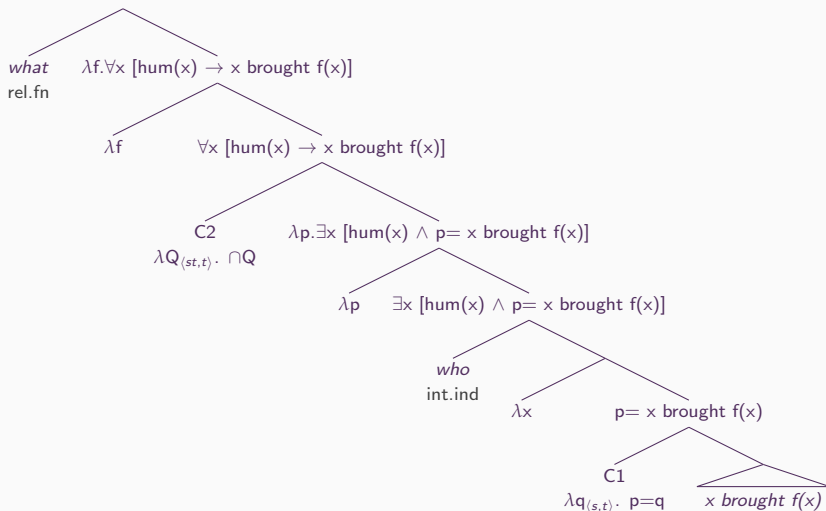 what λf.∀x [hum(x) → x brought f(x)]
rel.fn
λf ∀x [hum(x) → x brought f(x)]
C2 λp.∃x [hum(x) ∧ p= x brought f(x)]
λQ⟨st,t⟩. ∩Q
λp ∃x [hum(x) ∧ p= x brought f(x)]
who
int.ind
λx p= x brought f(x)
C1
λq⟨s,t⟩. p=q x brought f(x)